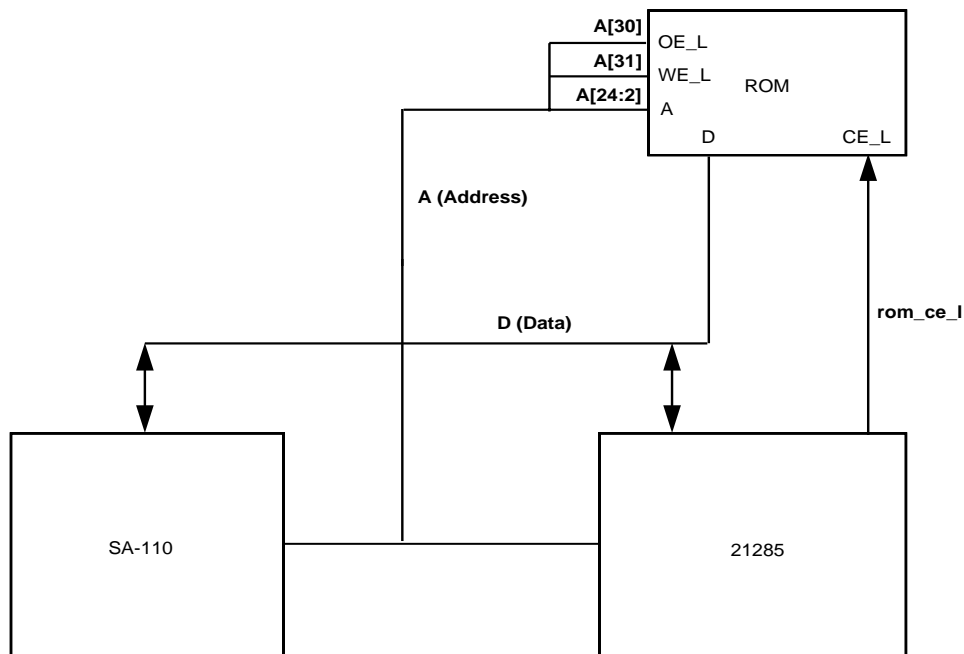 A[30]
OE_L
A[31]
WE_L
ROM
A[24:2]
A
D
CE_L
A (Address)
rom_ce_l
D (Data)
SA-110
21285